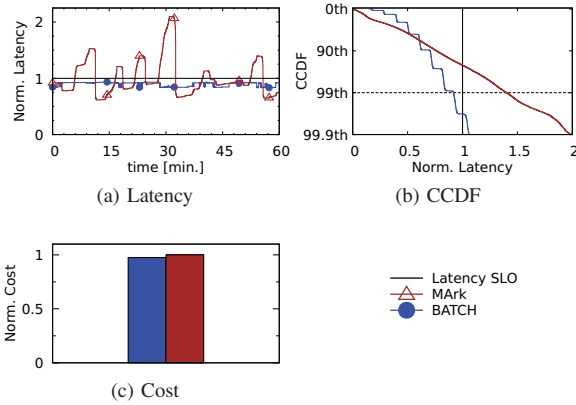 Norm. Latency
2
1
0
0 15 30 45 60
time [min.]
(a) Latency
CCDF
0th
90th
99th
99.9th
0 0.5 1 1.5 2
Norm. Latency
(b) CCDF
Norm. Cost
1
0.5
0
(c) Cost
Latency SLO
MArk
BATCH